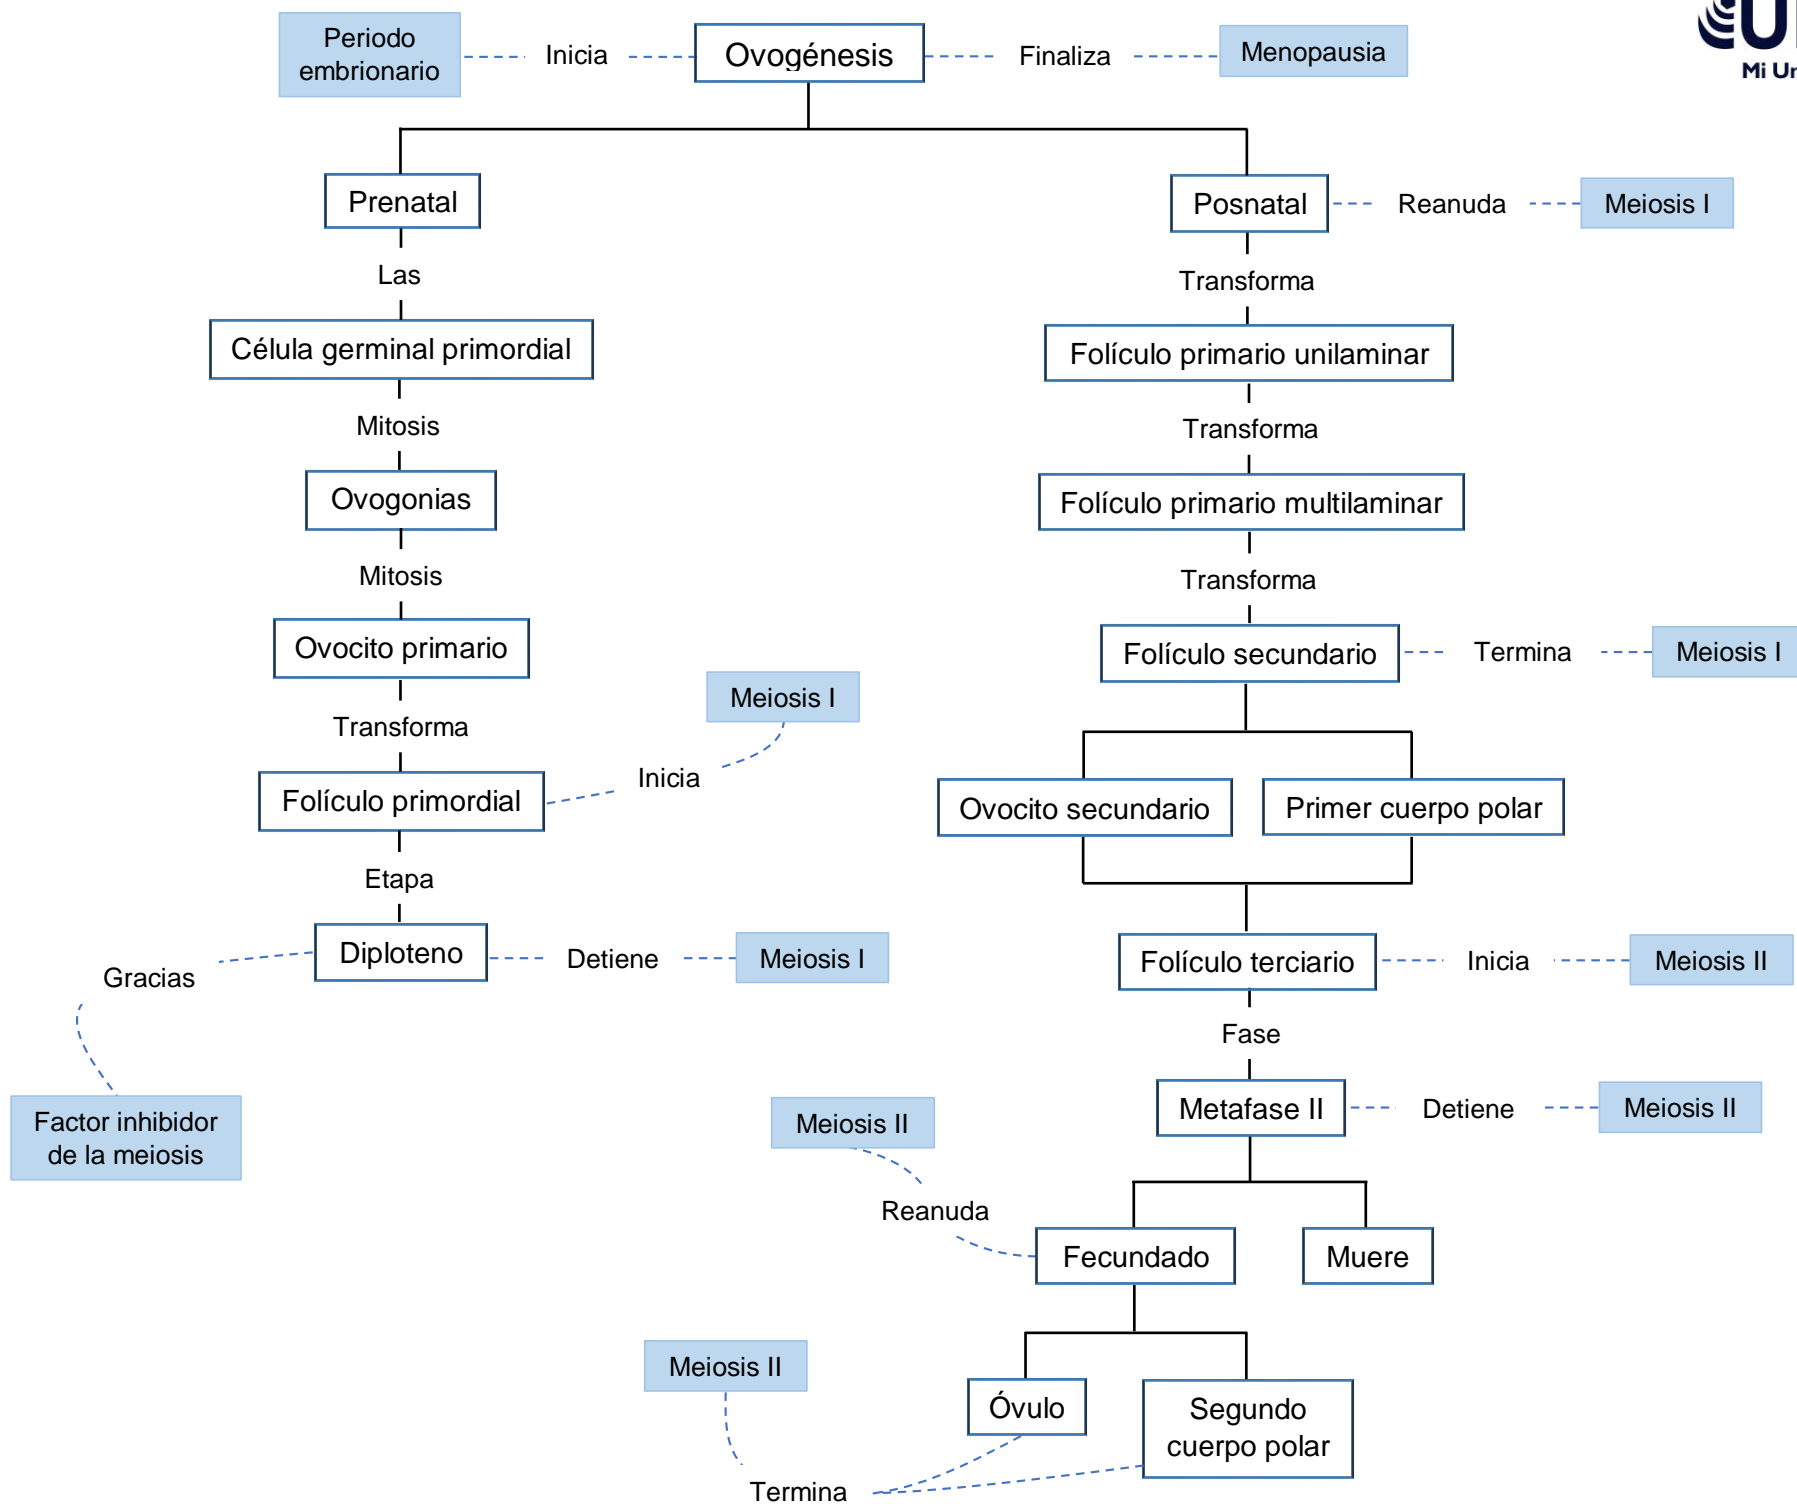 Periodo
embrionario
Inicia
Ovogénesis
Finaliza
Menopausia
Mi
Prenatal
Posnatal
Reanuda
Meiosis I
Las
Transforma
Célula germinal primordial
Folículo primario unilaminar
Mitosis
Transforma
Ovogonias
Folículo primario multilaminar
Mitosis
Transforma
Ovocito primario
Folículo secundario
Termina
Meiosis I
Transforma
Meiosis I
Inicia
Folículo primordial
Ovocito secundario
Primer cuerpo polar
Etapa
Diploteno
Detiene
Meiosis I
Gracias
Folículo terciario
Inicia
Meiosis II
Fase
Factor inhibidor
de la meiosis
Metafase II
Detiene
Meiosis II
Meiosis II
Reanuda
Fecundado
Muere
Meiosis II
Óvulo
Segundo
cuerpo polar
Termina